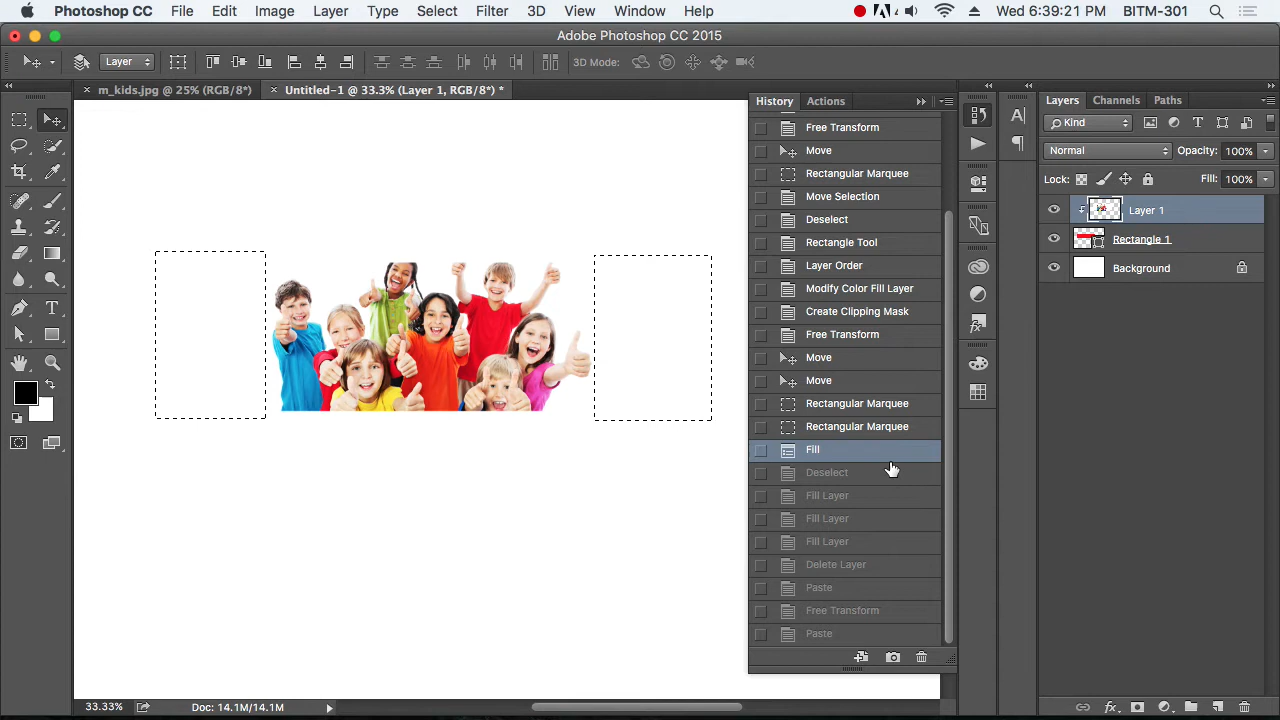 Photoshop CC File Edit Image Layer Type Select Filter 3D View Window Help Wed 6:39:21 PM BITM-301
Adobe Photoshop CC 2015
Layer 3D Mode:
m_kids.jpg @ 25% (RGB/8*) Untitled-1 @ 33.3% (Layer 1, RGB/8*) *
History Actions
Free Transform
Move
Rectangular Marquee
Move Selection
Deselect
Rectangle Tool
Layer Order
Modify Color Fill Layer
Create Clipping Mask
Free Transform
Move
Move
Rectangular Marquee
Rectangular Marquee
Fill
Deselect
Fill Layer
Fill Layer
Fill Layer
Delete Layer
Paste
Free Transform
Paste
Layers Channels Paths
Kind
Normal Opacity: 100%
Lock: Fill: 100%
Layer 1
Rectangle 1
Background
33.33% Doc: 14.1M/14.1M